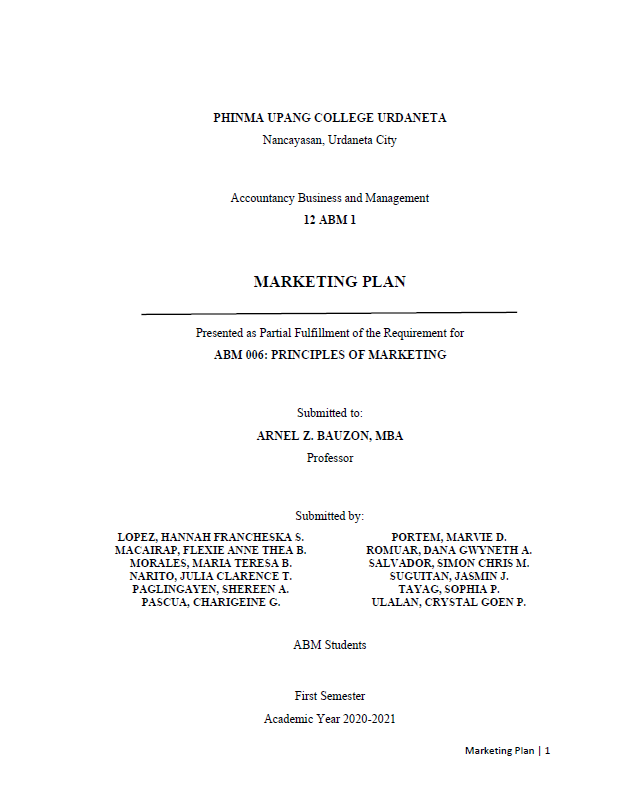 PHINMA UPANG COLLEGE URDANETA
Nancayasan, Urdaneta City
Accountancy Business and Management
12 ABM 1
MARKETING PLAN
Presented as Partial Fulfillment of the Requirement for
ABM 006: PRINCIPLES OF MARKETING
Submitted to:
ARNEL Z. BAUZON, MBA
Professor
Submitted by:
LOPEZ, HANNAH FRANCHESKA S.
MACAIRAP, FLEXIE ANNE THEA B.
MORALES, MARIA TERESA B.
NARITO, JULIA CLARENCE T.
PAGLINGAYEN, SHEREEN A.
PASCUA, CHARIGEINE G.
PORTEM, MARVIE D.
ROMUAR, DANA GWYNETH A.
SALVADOR, SIMON CHRIS M.
SUGUITAN, JASMIN J.
TAYAG, SOPHIA P.
ULALAN, CRYSTAL GOEN P.
ABM Students
First Semester
Academic Year 2020-2021
Marketing Plan | 1